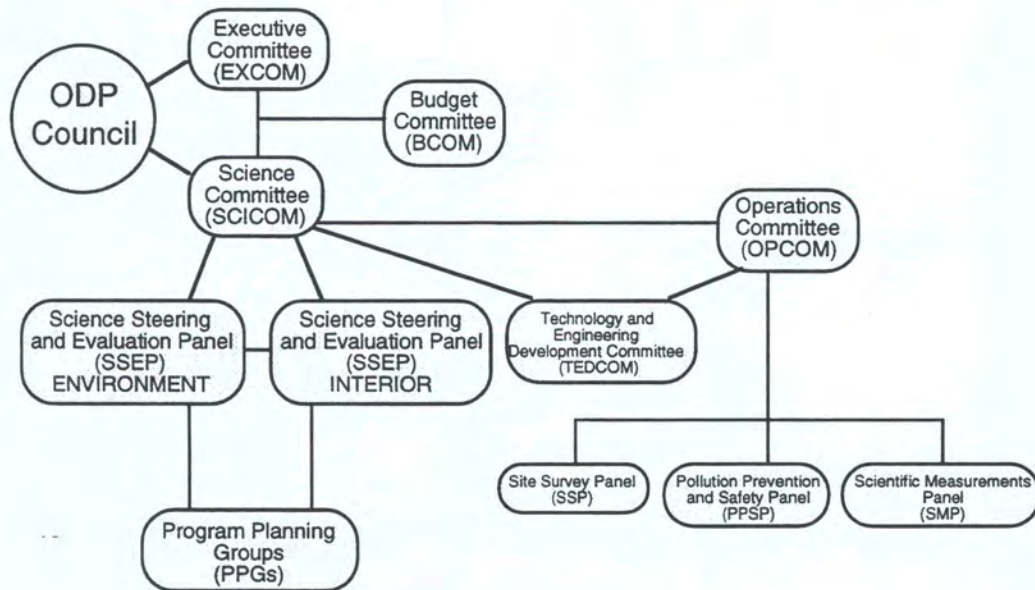 ODP
Council
Executive
Committee
(EXCOM)
Budget
Committee
(BCOM)
Science
Committee
(SCICOM)
Operations
Committee
(OPCOM)
Science Steering
and Evaluation Panel
(SSEP)
ENVIRONMENT
Science Steering
and Evaluation Panel
(SSEP)
INTERIOR
Technology and
Engineering
Development Committee
(TEDCOM)
Site Survey Panel
(SSP)
Pollution Prevention
and Safety Panel
(PPSP)
Scientific Measurements
Panel
(SMP)
Program Planning
Groups
(PPGs)